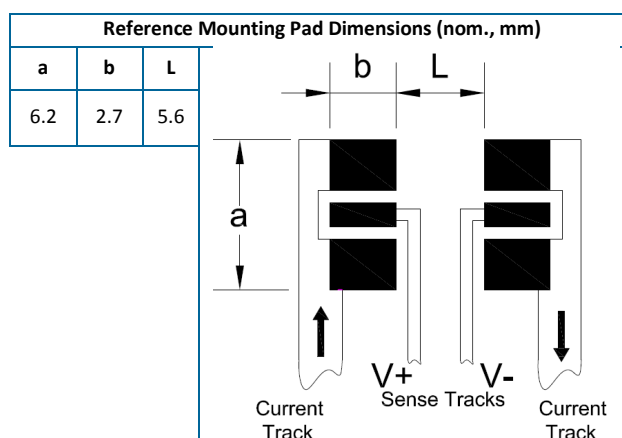 Reference Mounting Pad Dimensions (nom., mm)
a b L
6.2 2.7 5.6
b L
a
V+ V-
Sense Tracks
Current
Track
Current
Track